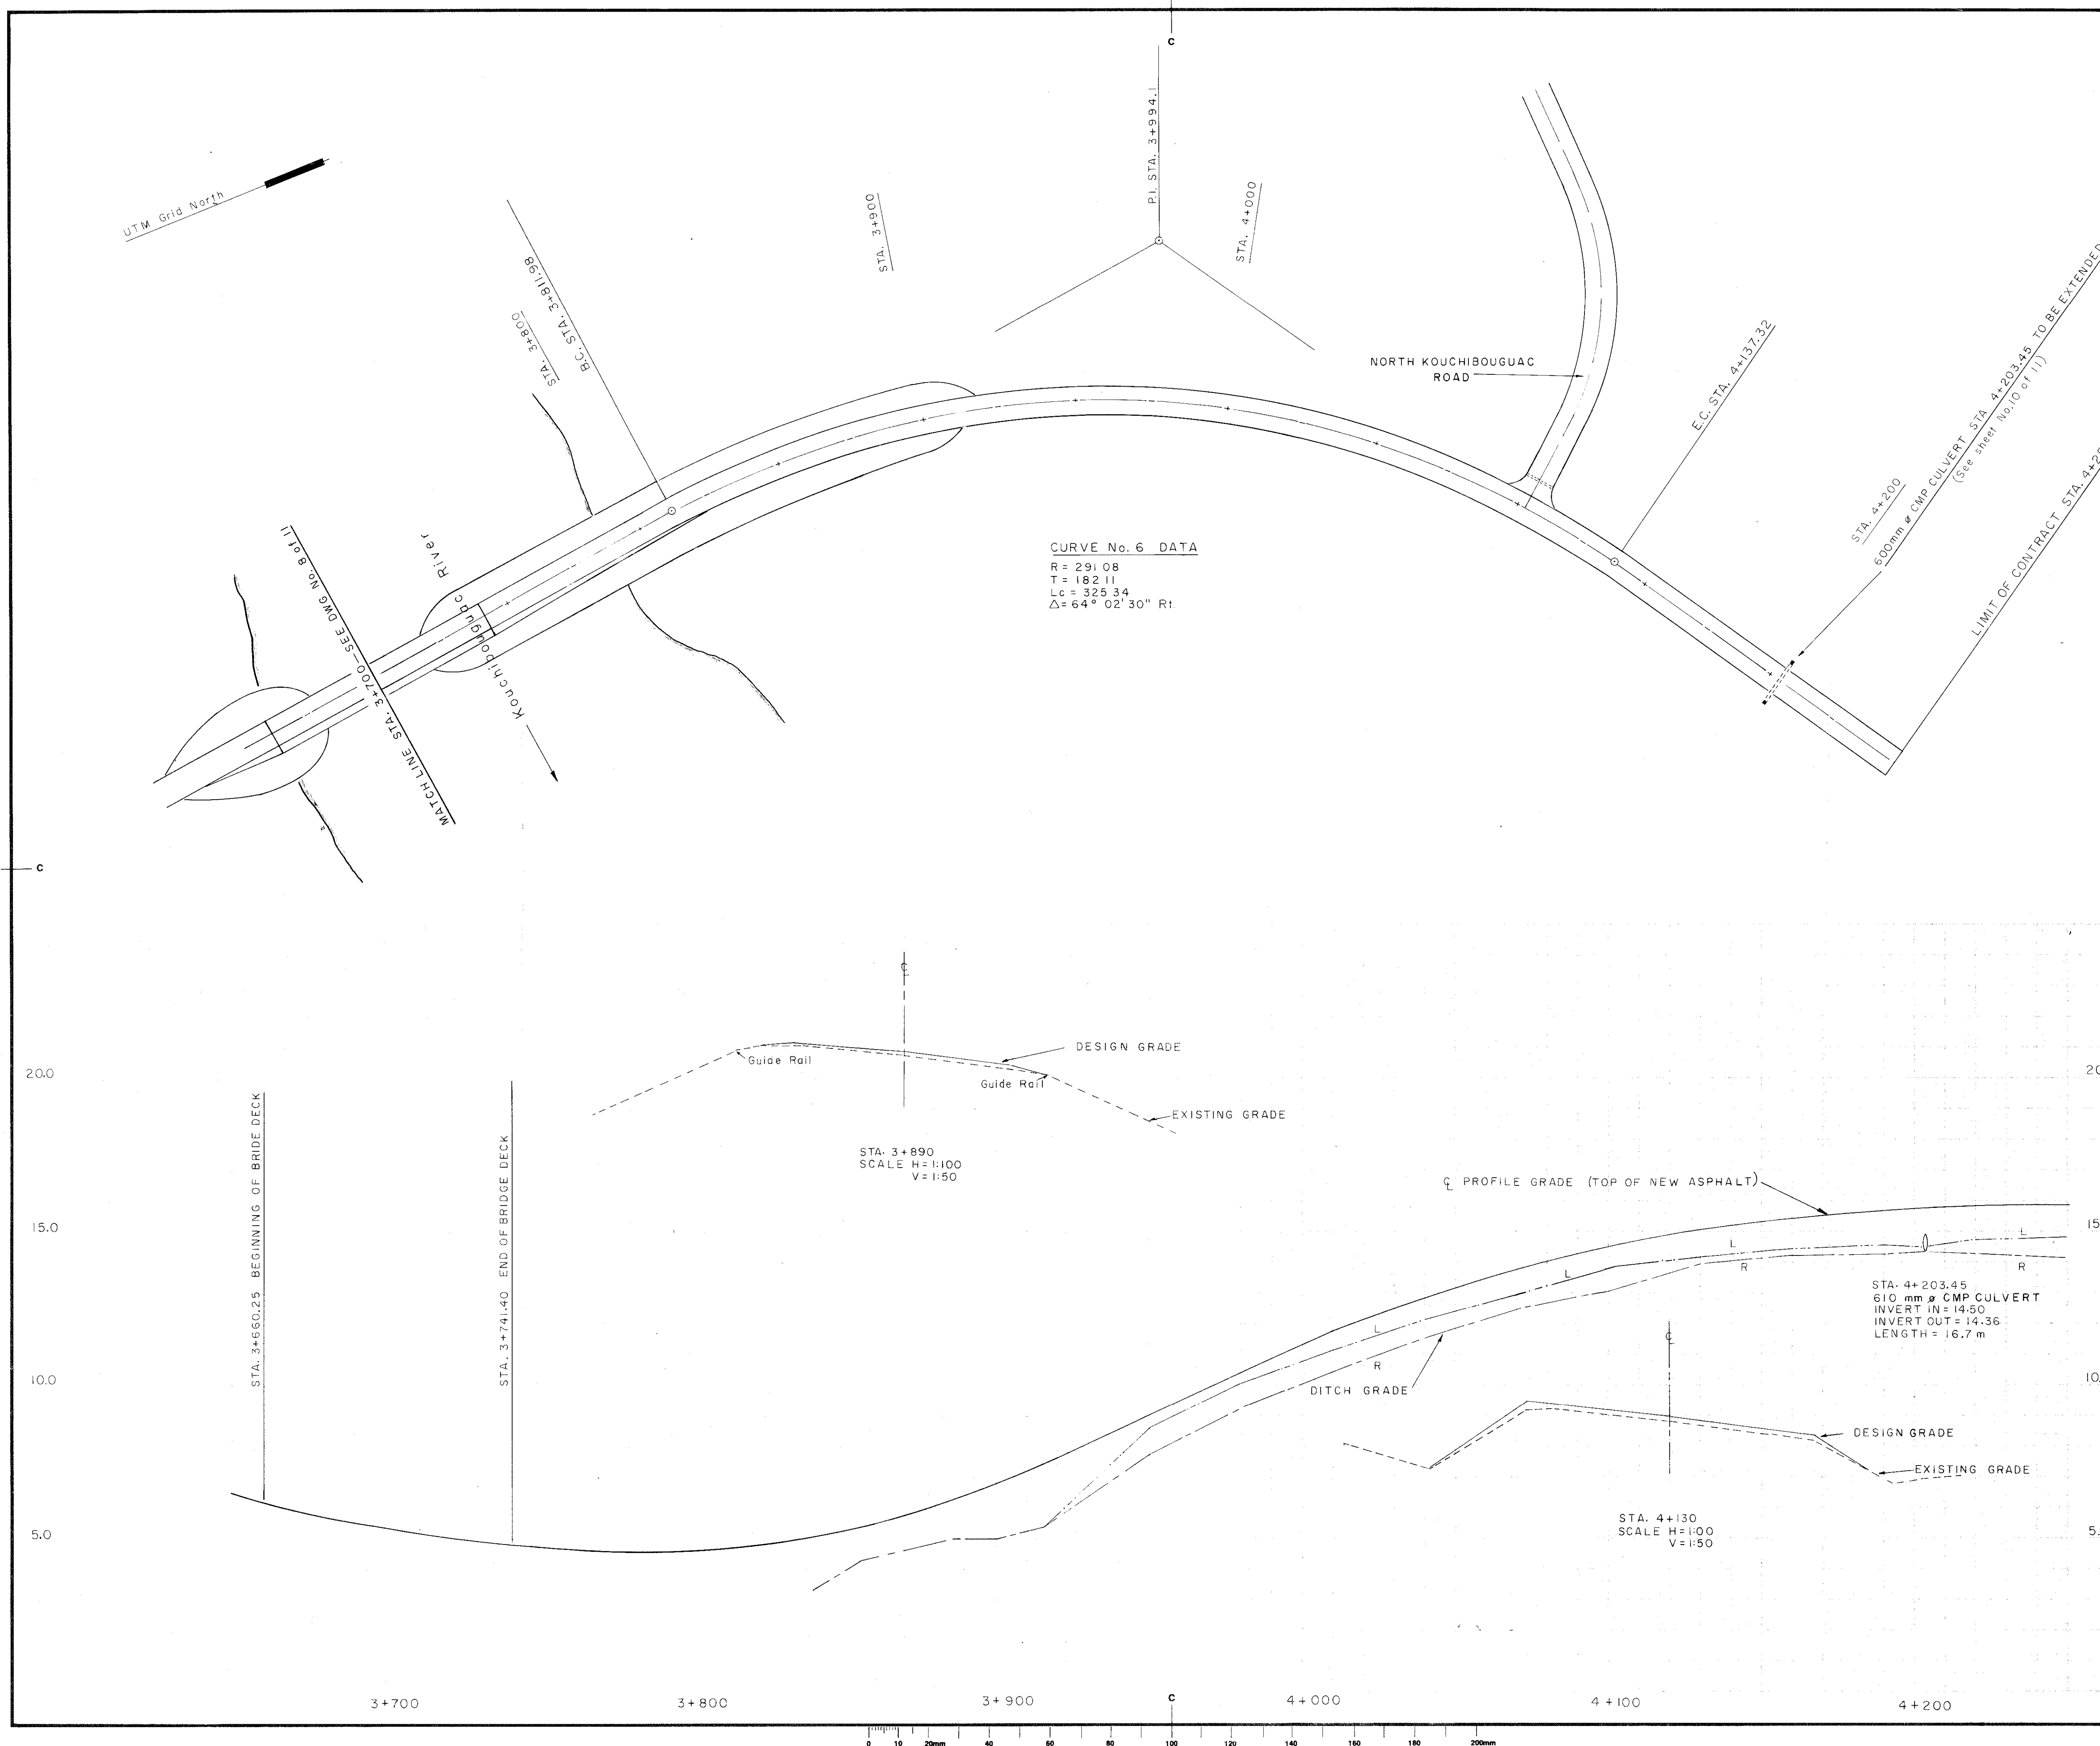 C
UTM Grid North
B.C. STA. 3+811.98
STA. 3+800
STA. 3+900
P.I. STA. 3+994.1
STA. 4+000
NORTH KOUCHIBOUGUAC
ROAD
E.C. STA. 4+137.32
STA. 4+200
600mm ø CMP CULVERT STA 4+203.45 TO BE EXTENDED
(See sheet No.10 of 11)
LIMIT OF CONTRACT STA.
MATCH LINE STA. 3+700-SEE DWG No. 8 of 11
Kouchibouguac River
CURVE No. 6 DATA
R = 291 08
T = 182 11
Lc = 325 34
△= 64° 02' 30" Rt.
C
℄
DESIGN GRADE
Guide Rail
Guide Rail
EXISTING GRADE
STA. 3+890
SCALE H= 1:100
V = 1:50
20.0
15.0
10.0
5.0
STA. 3+660.25 BEGINNING OF BRIDE DECK
STA. 3+741.40 END OF BRIDGE DECK
℄ PROFILE GRADE (TOP OF NEW ASPHALT)
L
L
L
L
R
R
R
DITCH GRADE
STA. 4+203.45
610 mm ø CMP CULVERT
INVERT IN = 14.50
INVERT OUT = 14.36
LENGTH = 16.7 m
℄
DESIGN GRADE
EXISTING GRADE
STA. 4+130
SCALE H=1:00
V=1:50
20
15
10.
5.
3+700
3+800
3+900
C
4+000
4+100
4+200
0 10 20mm 40 60 80 100 120 140 160 180 200mm